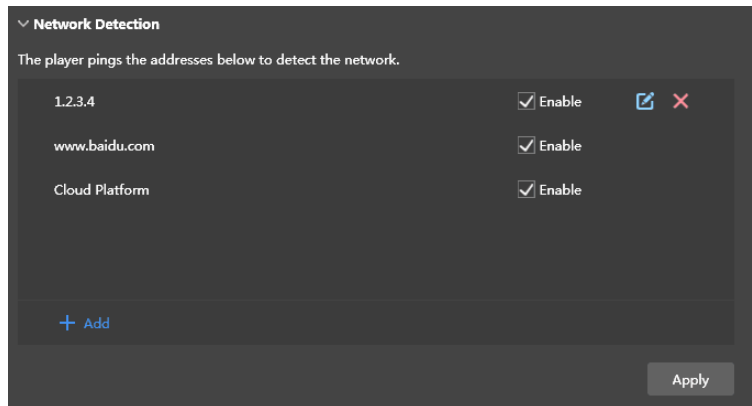 Network Detection
The player pings the addresses below to detect the network.
1.2.3.4 Enable
www.baidu.com Enable
Cloud Platform Enable
Add
Apply